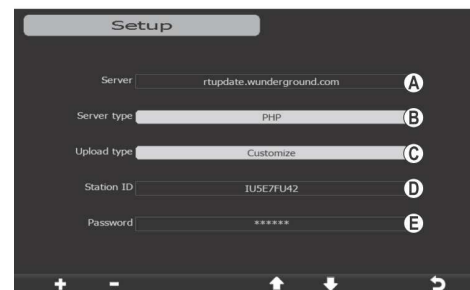 Setup
Server rtupdate.wunderground.com A
Server type PHP B
Upload type Customize C
Station ID IU5E7FU42 D
Password ****** E